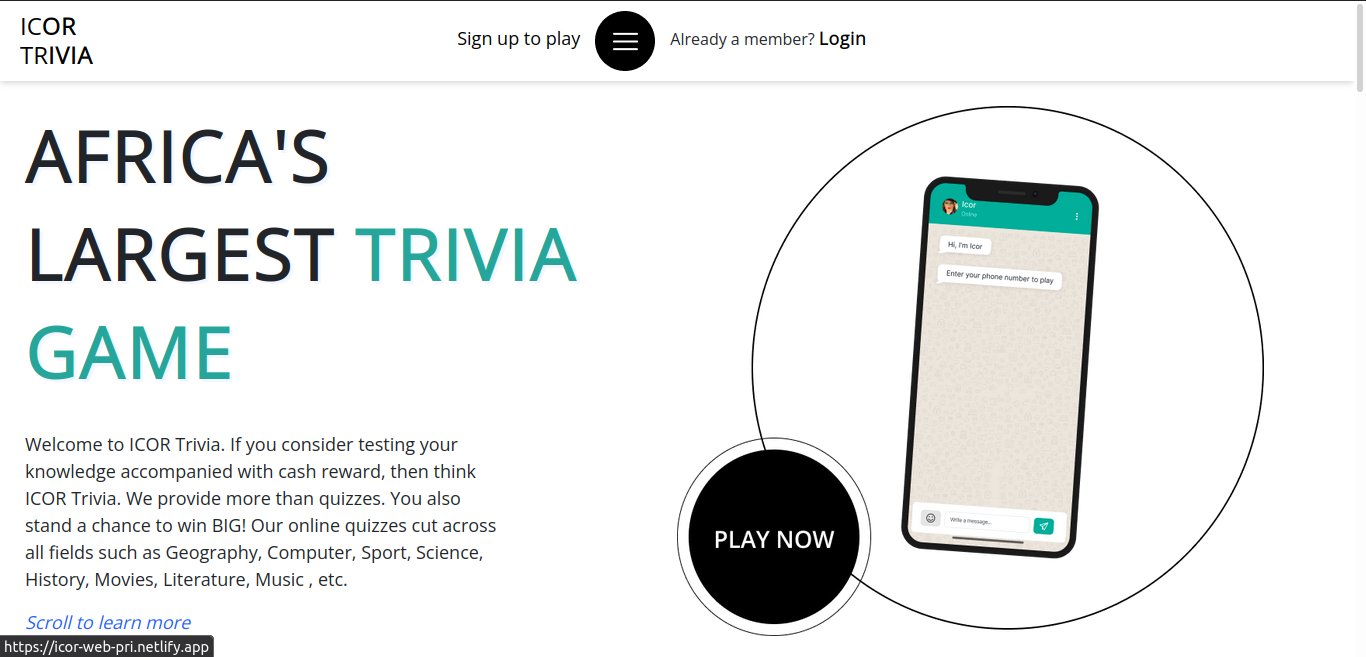 ICOR
TRIVIA
Sign up to play
Already a member? Login
AFRICA'S
LARGEST TRIVIA
GAME
Welcome to ICOR Trivia. If you consider testing your
knowledge accompanied with cash reward, then think
ICOR Trivia. We provide more than quizzes. You also
stand a chance to win BIG! Our online quizzes cut across
all fields such as Geography, Computer, Sport, Science,
History, Movies, Literature, Music , etc.
Scroll to learn more
Icor
Online
Hi, I'm Icor
Enter your phone number to play
Write a message...
PLAY NOW
https://icor-web-pri.netlify.app